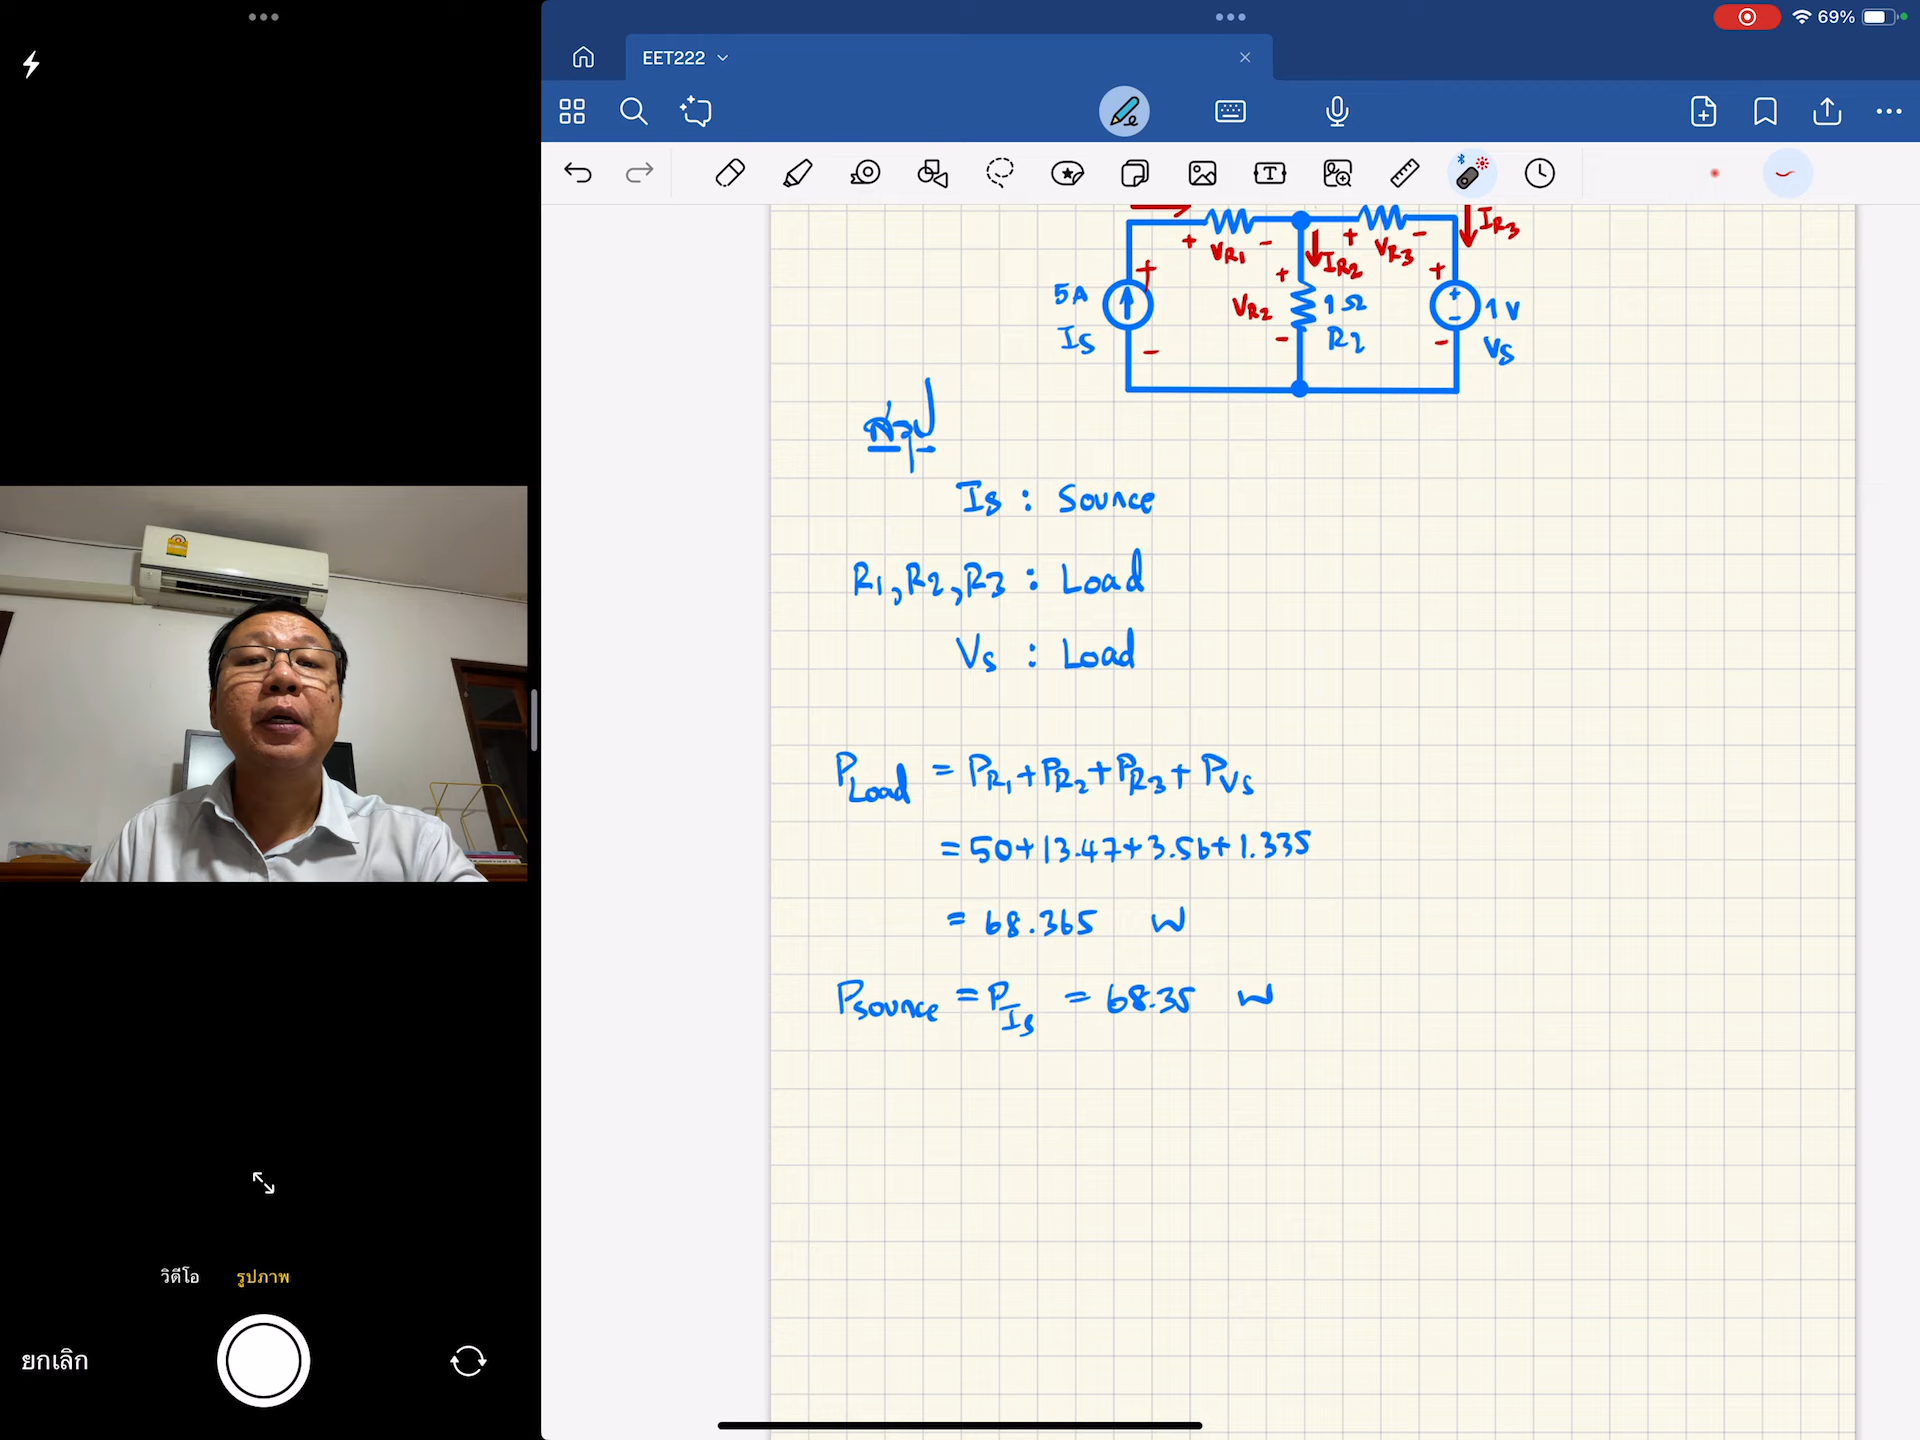 69%
EET222
IR3
+ VR1 -
+ VR3 -
IR2
5A
Is
+
-
+
VR2
-
1Ω
R2
+
-
1V
Vs
สรุป
Is : Source
R1, R2, R3 : Load
Vs : Load
PLoad = PR1 + PR2 + PR3 + PVs
= 50 + 13.47 + 3.56 + 1.335
= 68.365 W
Psource = PIs = 68.35 W
วิดีโอ รูปภาพ
ยกเลิก